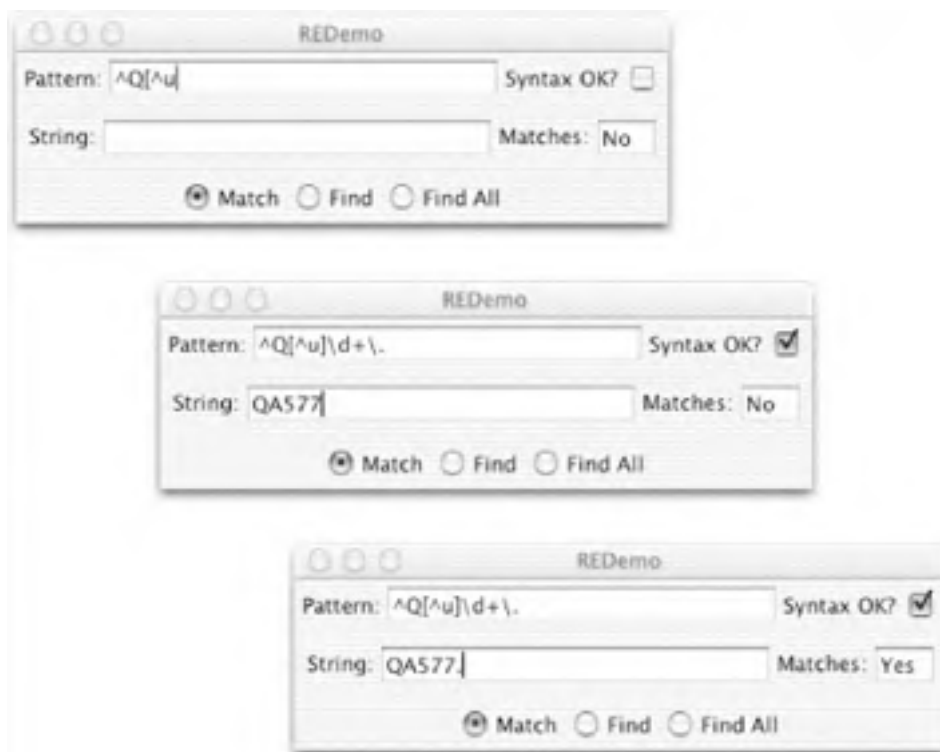 REDemo
Pattern: ^Q[^u Syntax OK?
String: Matches: No
Match Find Find All
REDemo
Pattern: ^Q[^u]\d+\. Syntax OK?
String: QA577 Matches: No
Match Find Find All
REDemo
Pattern: ^Q[^u]\d+\. Syntax OK?
String: QA577. Matches: Yes
Match Find Find All